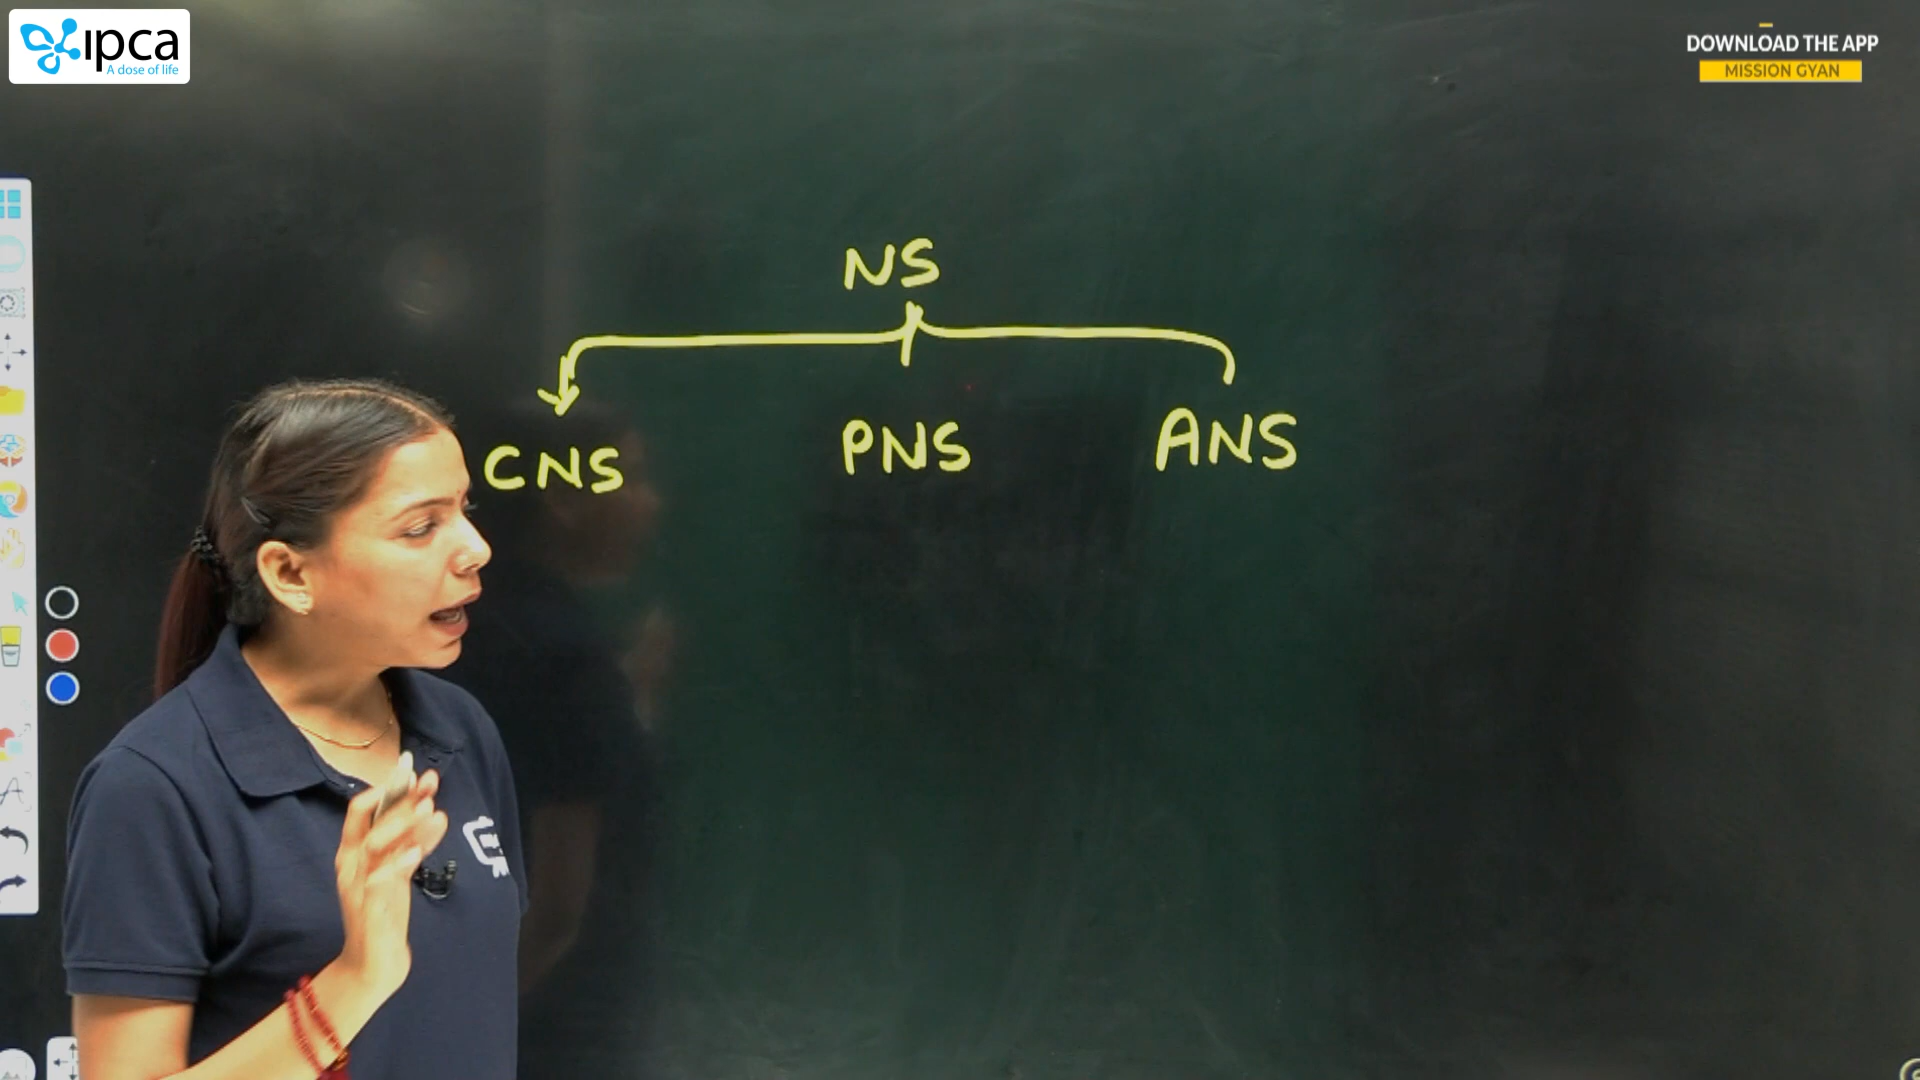 ipca
A dose of life
DOWNLOAD THE APP
MISSION GYAN
NS
CNS PNS ANS